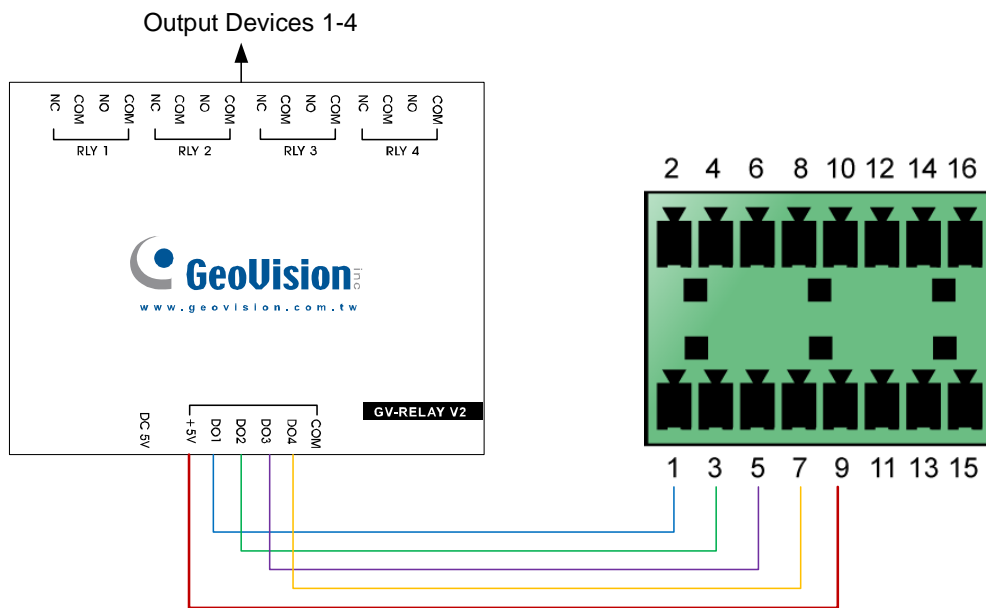 Output Devices 1-4
NC COM NO COM NC COM NO COM NC COM NO COM NC COM NO COM
RLY 1 RLY 2 RLY 3 RLY 4
GeoVision inc
www.geovision.com.tw
GV-RELAY V2
DC 5V +5V DO1 DO2 DO3 DO4 COM
2 4 6 8 10 12 14 16
1 3 5 7 9 11 13 15